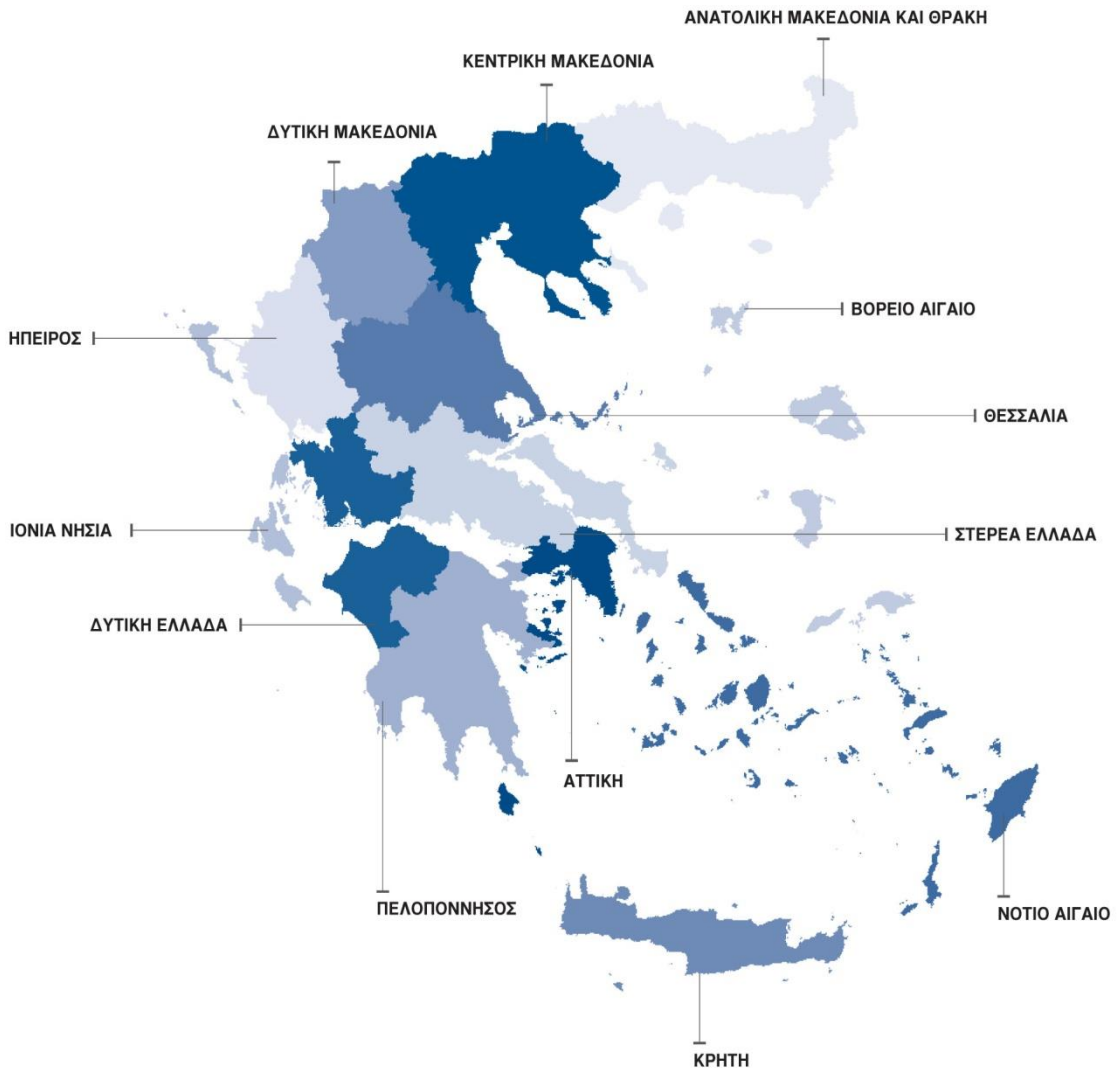 ΑΝΑΤΟΛΙΚΗ ΜΑΚΕΔΟΝΙΑ ΚΑΙ ΘΡΑΚΗ
ΚΕΝΤΡΙΚΗ ΜΑΚΕΔΟΝΙΑ
ΔΥΤΙΚΗ ΜΑΚΕΔΟΝΙΑ
ΒΟΡΕΙΟ ΑΙΓΑΙΟ
ΗΠΕΙΡΟΣ
ΘΕΣΣΑΛΙΑ
ΙΟΝΙΑ ΝΗΣΙΑ
ΣΤΕΡΕΑ ΕΛΛΑΔΑ
ΔΥΤΙΚΗ ΕΛΛΑΔΑ
ΑΤΤΙΚΗ
ΠΕΛΟΠΟΝΝΗΣΟΣ
ΝΟΤΙΟ ΑΙΓΑΙΟ
ΚΡΗΤΗ